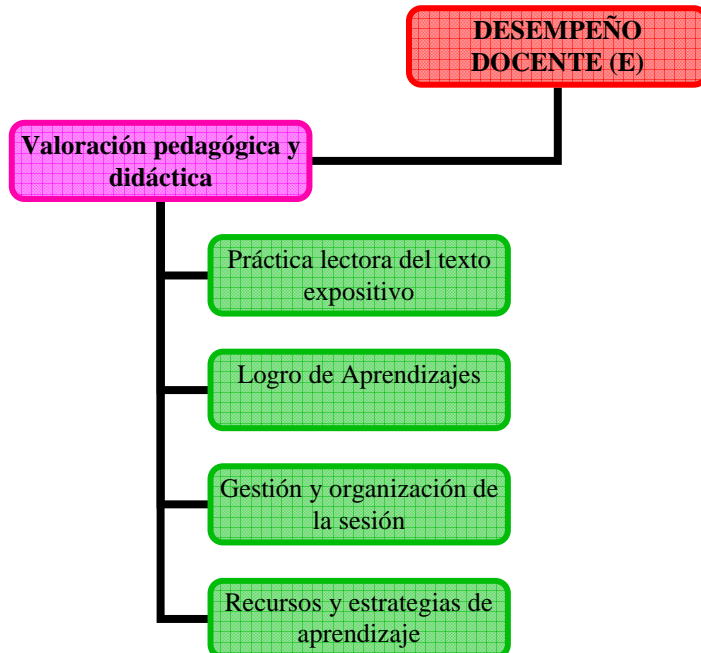 DESEMPEÑO
DOCENTE (E)
Valoración pedagógica y
didáctica
Práctica lectora del texto
expositivo
Logro de Aprendizajes
Gestión y organización de
la sesión
Recursos y estrategias de
aprendizaje